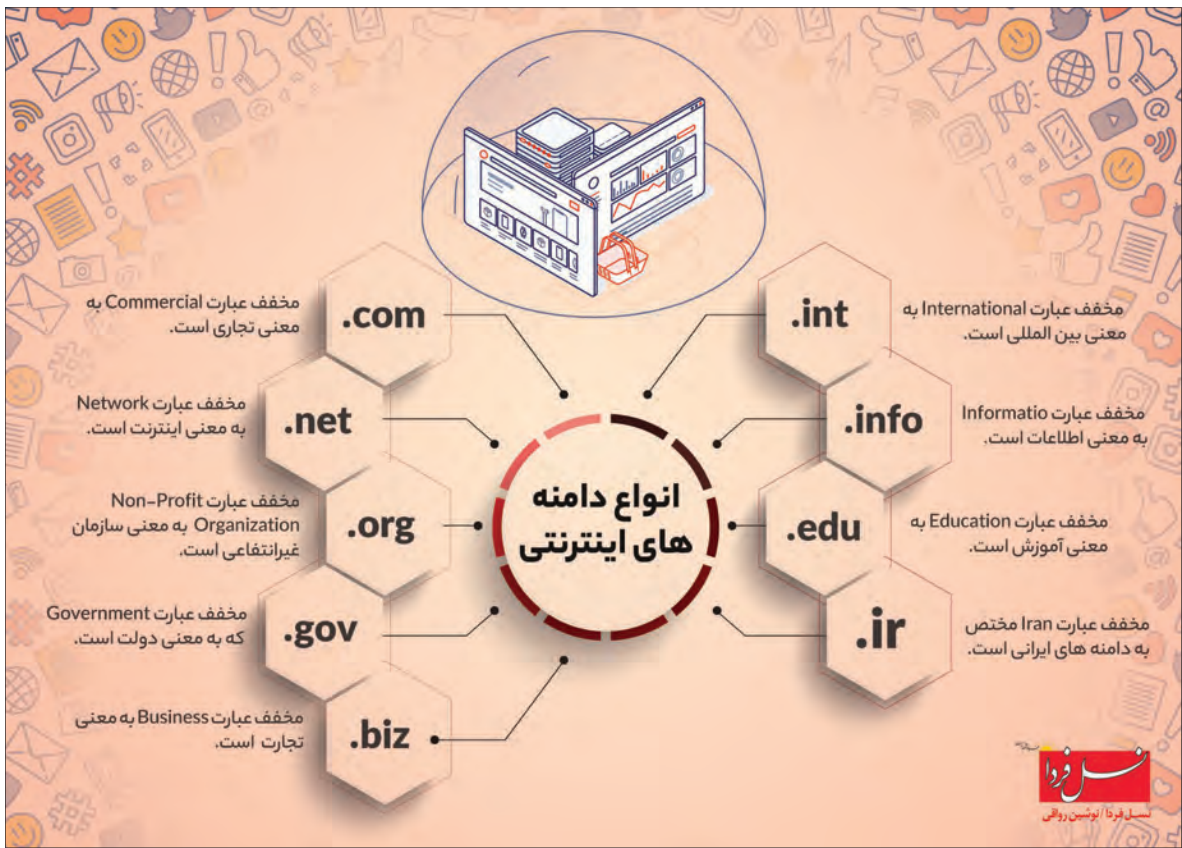 انواع دامنه
های اینترنتی
.int
مخفف عبارت International به
معنی بین المللی است.
.info
مخفف عبارت Informatio
به معنی اطلاعات است.
.edu
مخفف عبارت Education به
معنی آموزش است.
.ir
مخفف عبارت Iran مختص
به دامنه های ایرانی است.
.com
مخفف عبارت Commercial به
معنی تجاری است.
.net
مخفف عبارت Network
به معنی اینترنت است.
.org
مخفف عبارت Non-Profit
Organization به معنی سازمان
غیرانتفاعی است.
.gov
مخفف عبارت Government
که به معنی دولت است.
.biz
مخفف عبارت Business به معنی
تجارت است.
نسل فردا
نسل فردا / نوشین رواقی